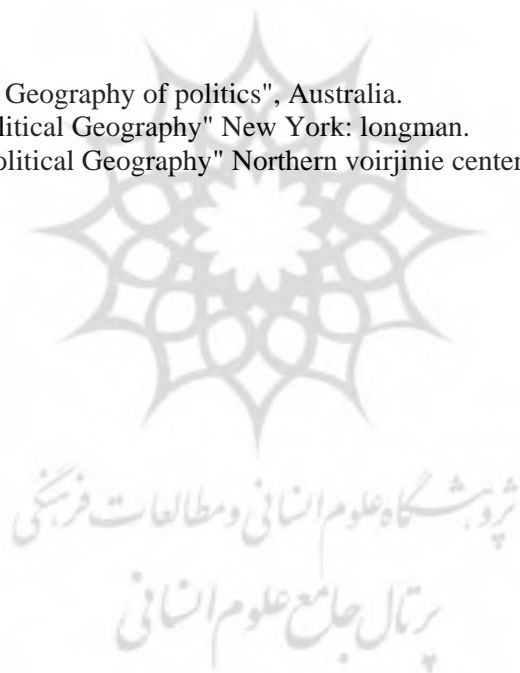 Geography of politics", Australia.
litical Geography" New York: longman.
olitical Geography" Northern voirjinie center
پژوهشگاه علوم انسانی و مطالعات فرهنگی
پرتال جامع علوم انسانی